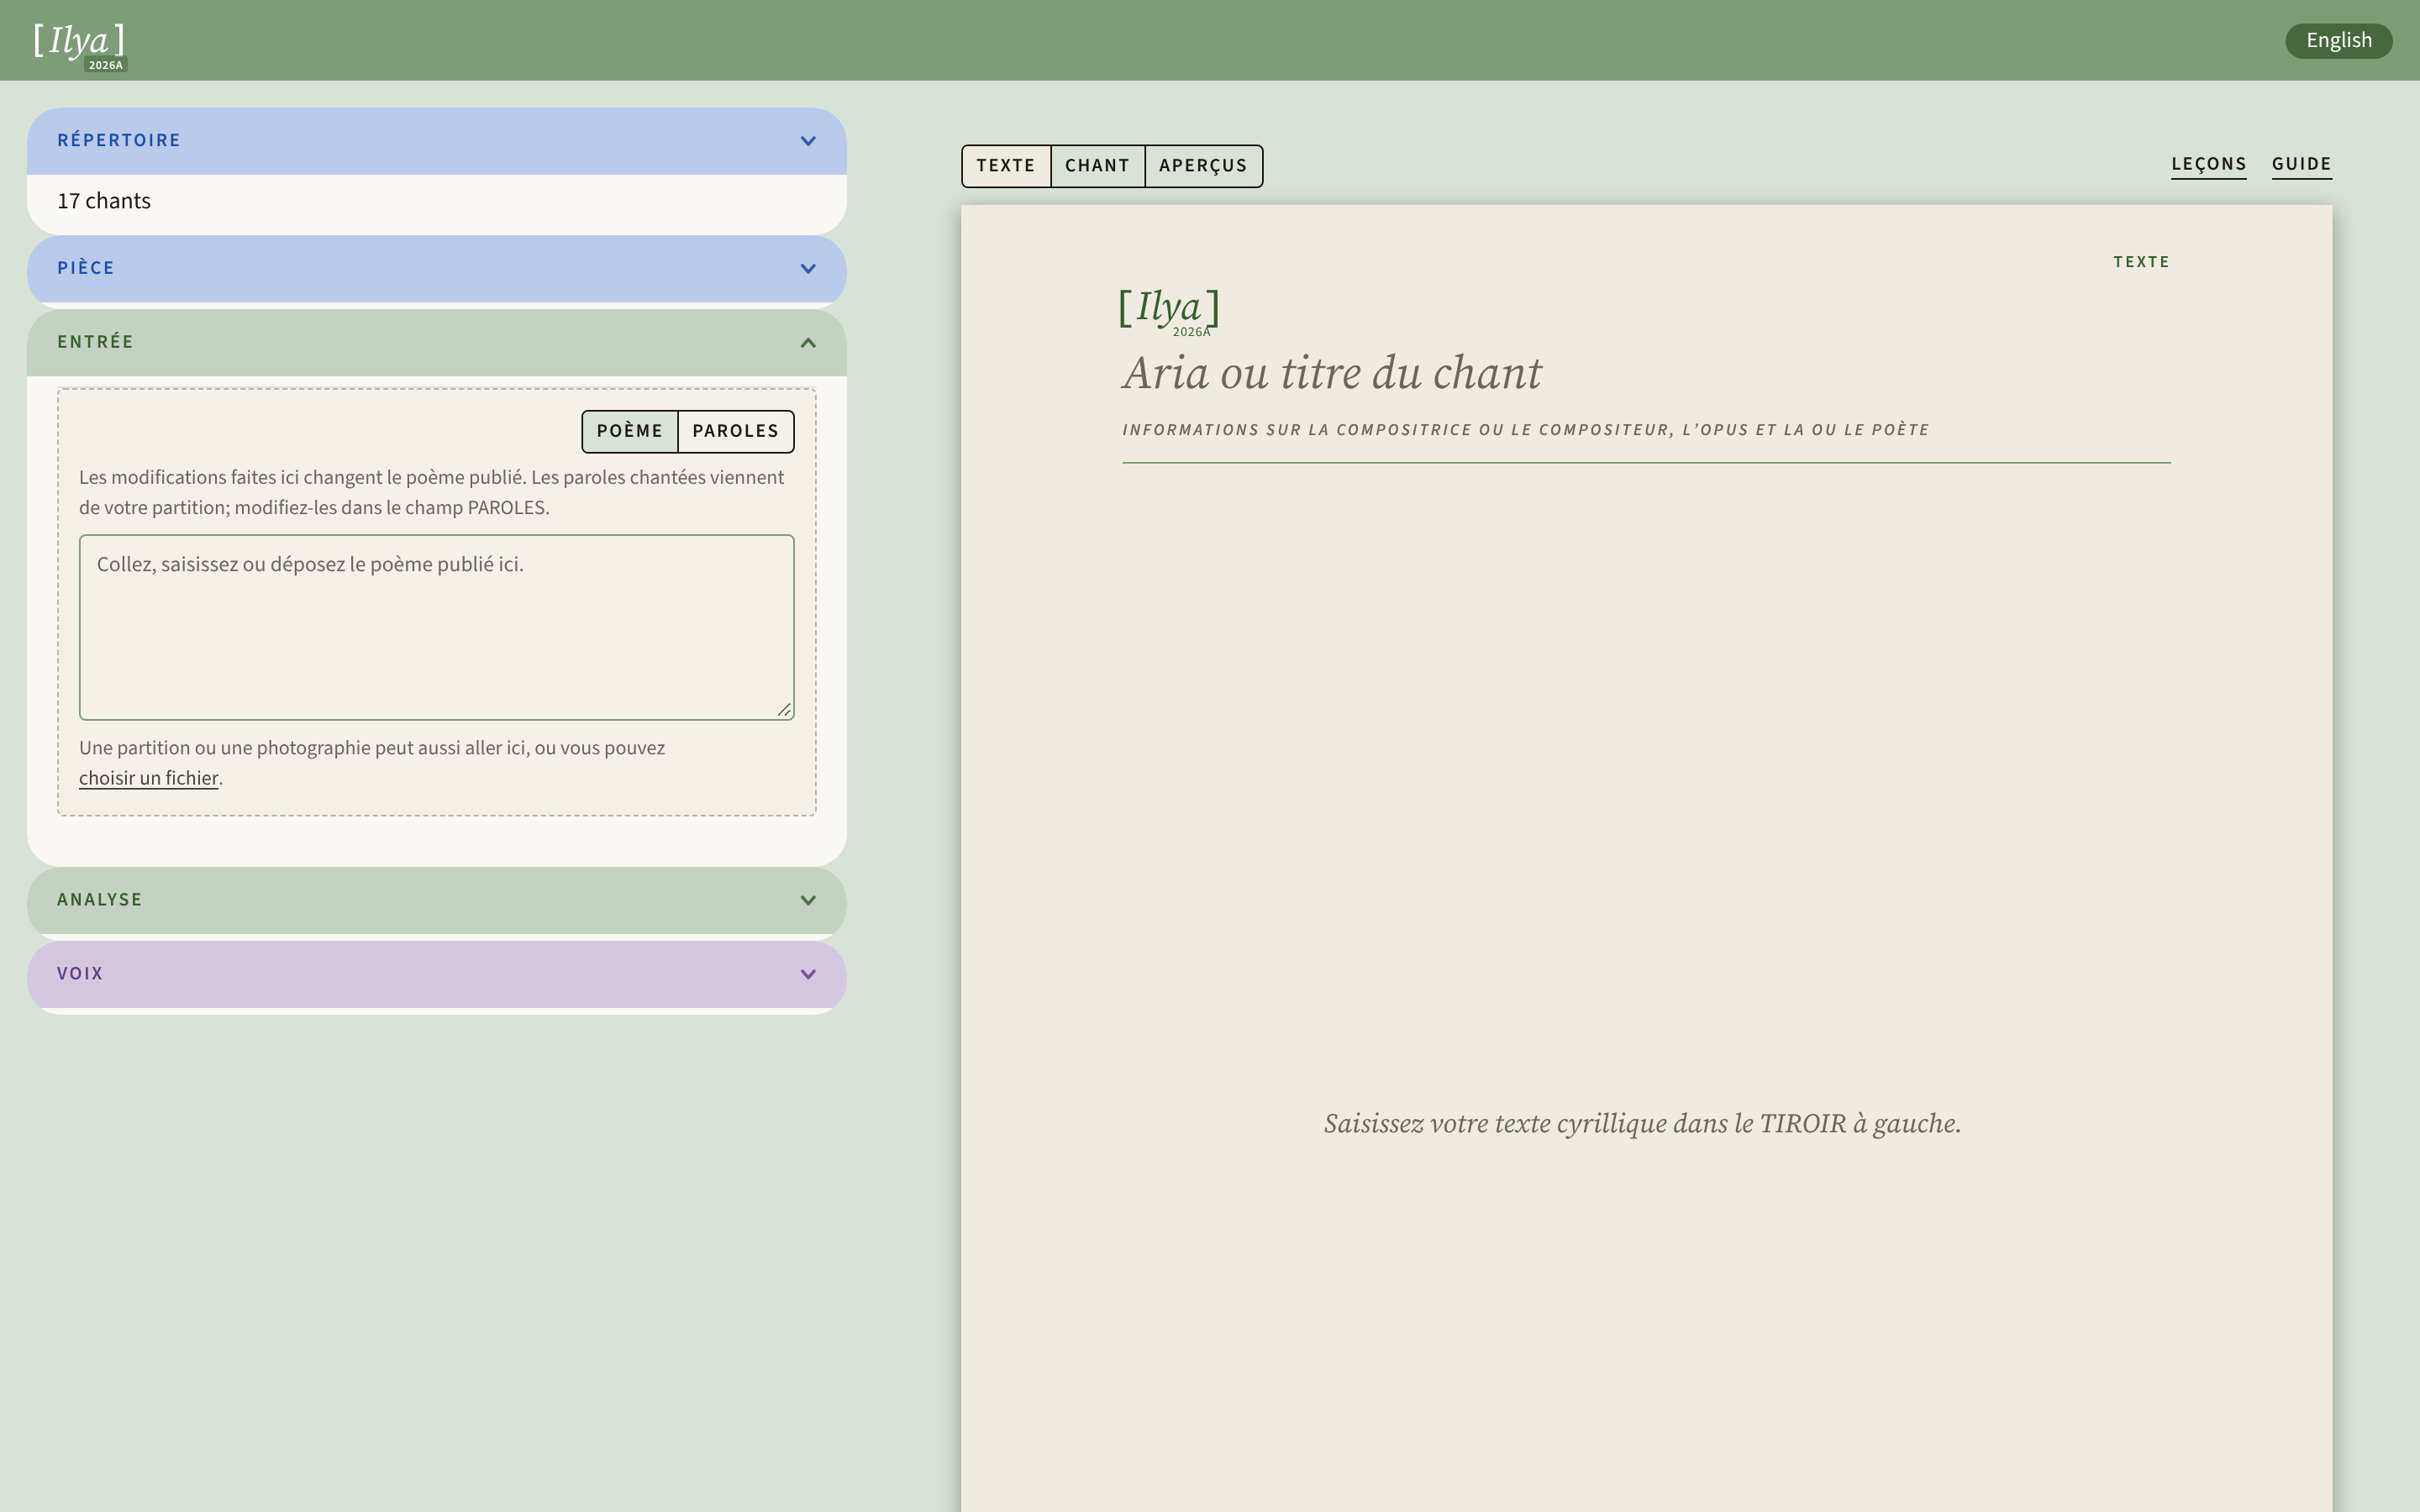 [Ilya]
2026A
English
RÉPERTOIRE
17 chants
PIÈCE
ENTRÉE
POÈME
PAROLES
Les modifications faites ici changent le poème publié. Les paroles chantées viennent
de votre partition; modifiez-les dans le champ PAROLES.
Collez, saisissez ou déposez le poème publié ici.
Une partition ou une photographie peut aussi aller ici, ou vous pouvez
choisir un fichier.
ANALYSE
VOIX
TEXTE
CHANT
APERÇUS
LEÇONS
GUIDE
TEXTE
[Ilya]
2026A
Aria ou titre du chant
INFORMATIONS SUR LA COMPOSITRICE OU LE COMPOSITEUR, L’OPUS ET LA OU LE POÈTE
Saisissez votre texte cyrillique dans le TIROIR à gauche.